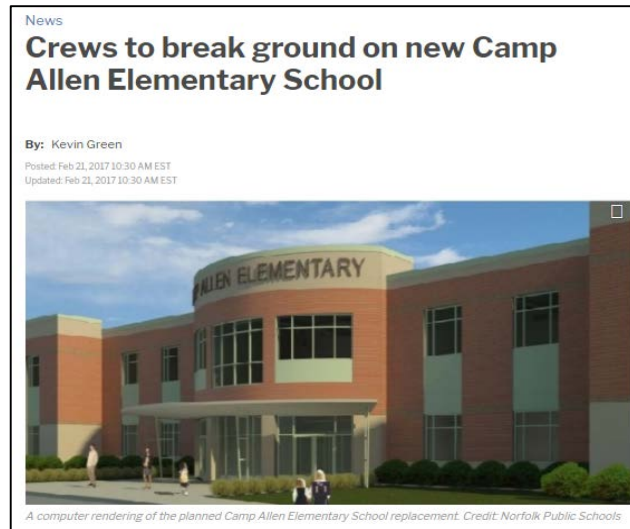 News
Crews to break ground on new Camp
Allen Elementary School
By: Kevin Green
Posted: Feb 21, 2017 10:30 AM EST
Updated: Feb 21, 2017 10:30 AM EST
ALLEN ELEMENTARY
A computer rendering of the planned Camp Allen Elementary School replacement. Credit: Norfolk Public Schools